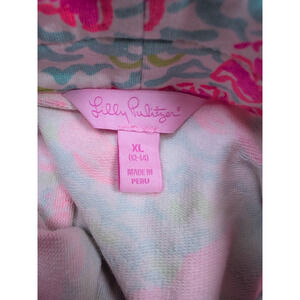 Lilly Pulitzer®
XL
(12-14)
MADE IN
PERU